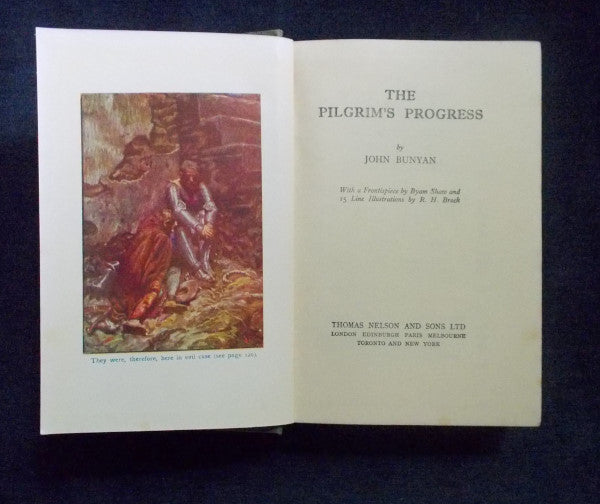 They were, therefore, here in evil case (see page 126).
THE
PILGRIM'S PROGRESS
by
JOHN BUNYAN
With a Frontispiece by Byam Shaw and
15 Line Illustrations by R. H. Brock
THOMAS NELSON AND SONS LTD
LONDON EDINBURGH PARIS MELBOURNE
TORONTO AND NEW YORK